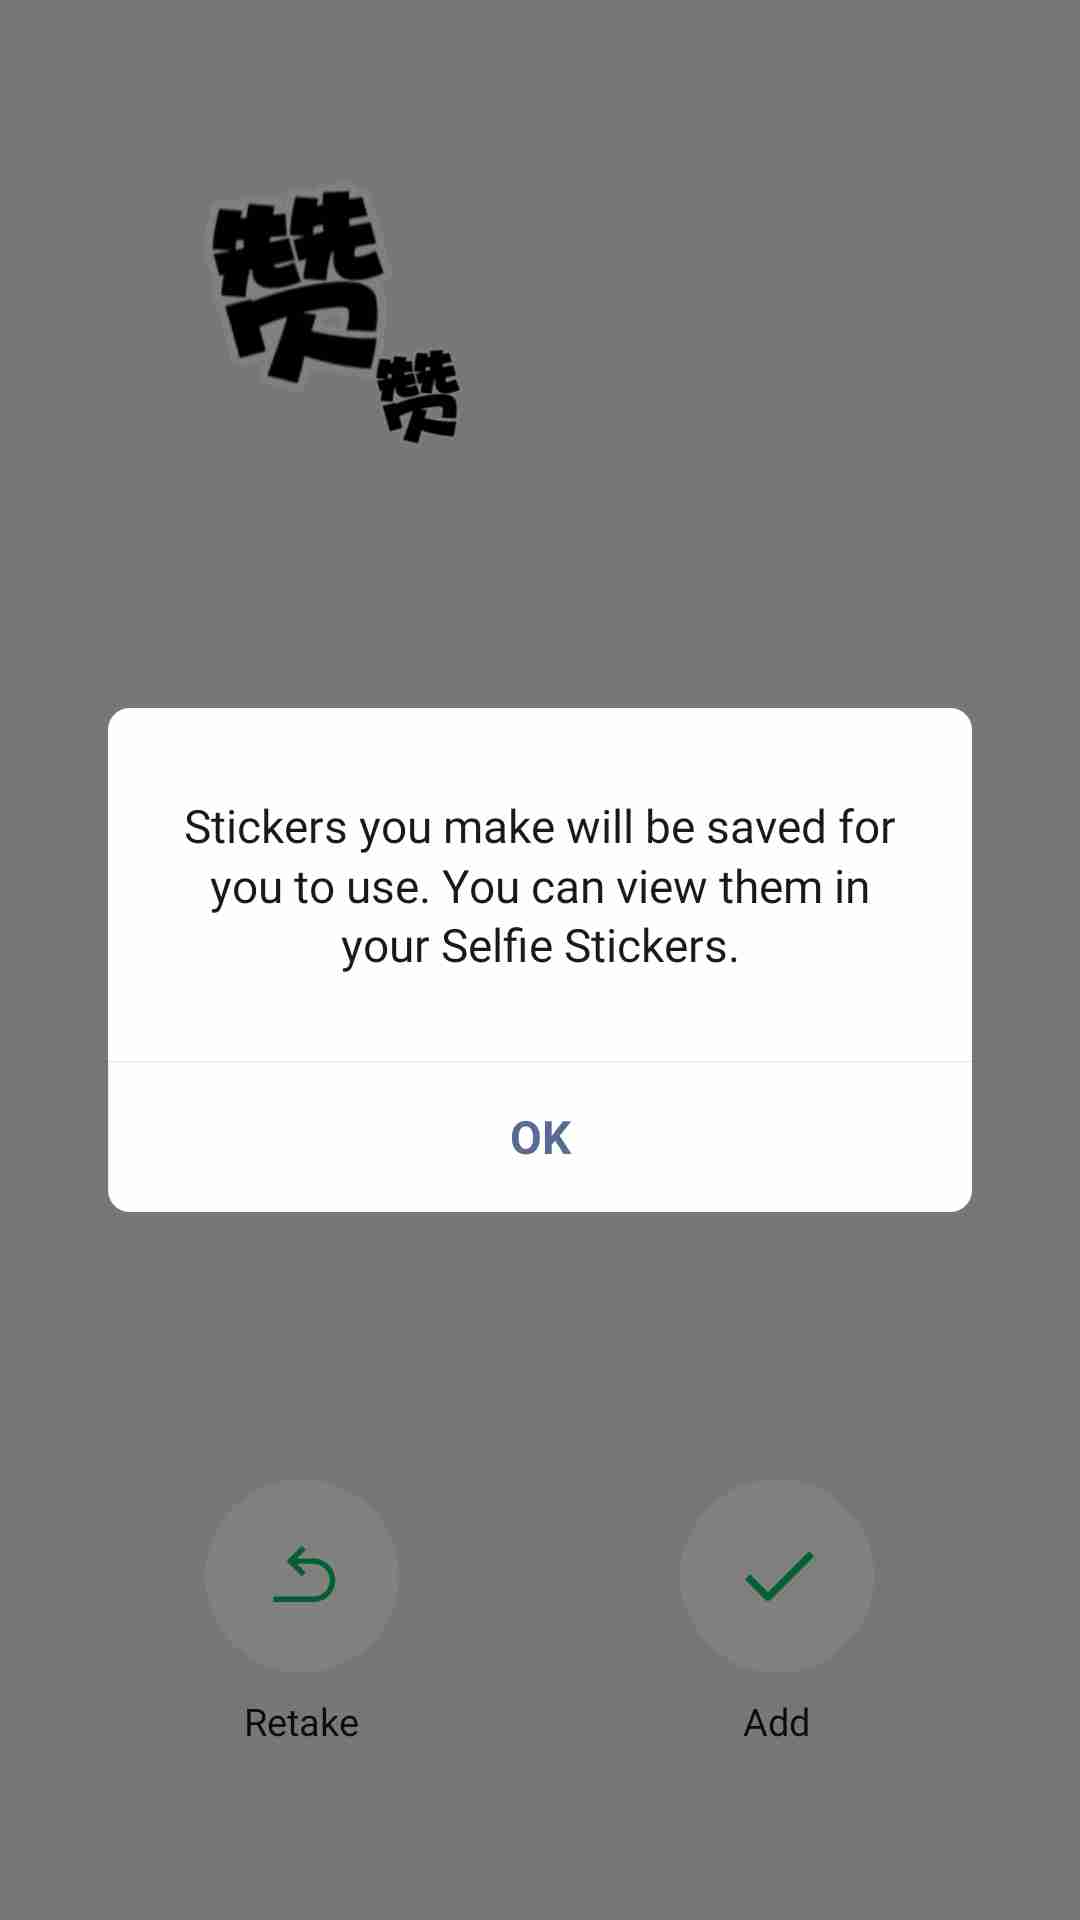 赞
赞
Stickers you make will be saved for
you to use. You can view them in
your Selfie Stickers.
OK
Retake
Add